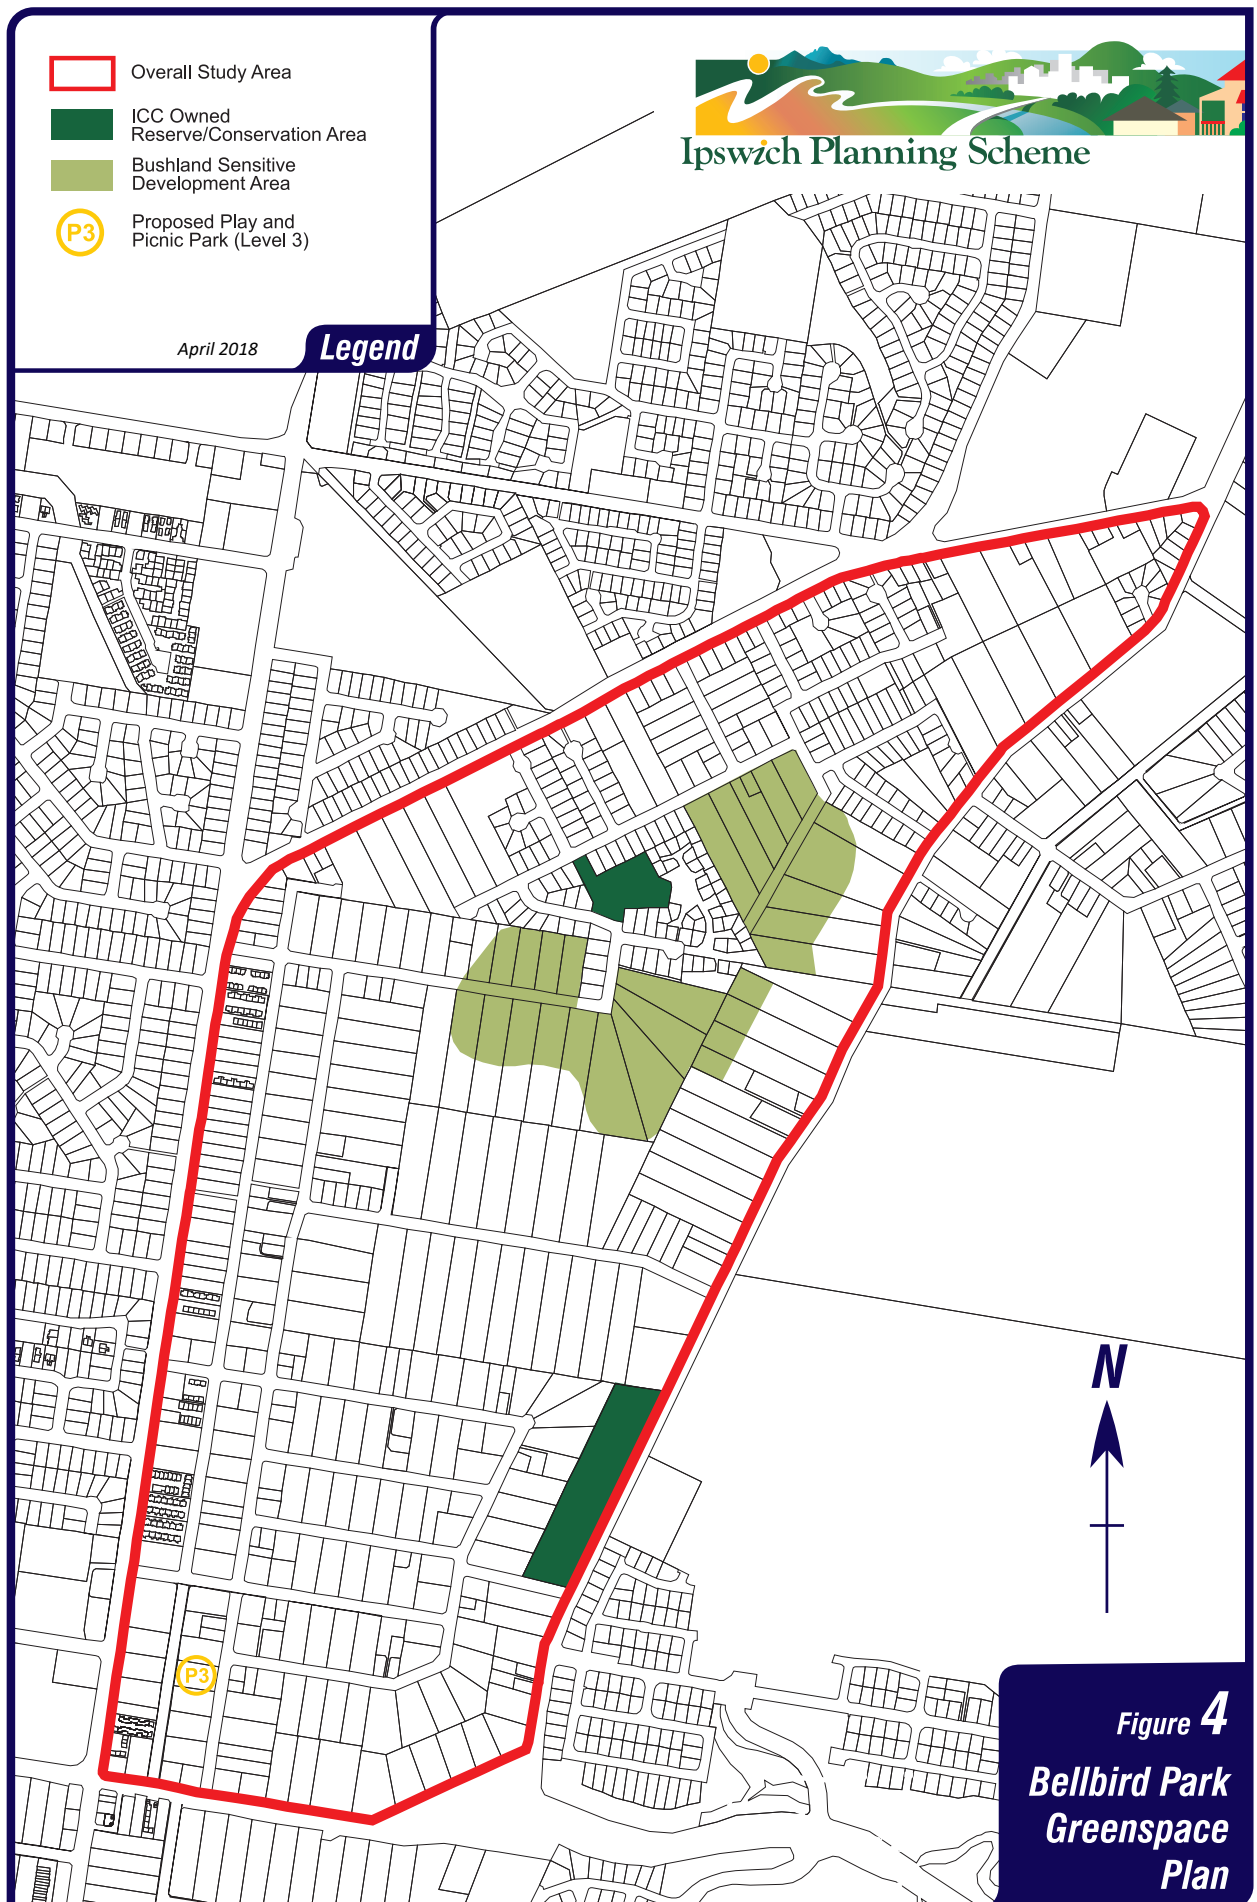 Overall Study Area
ICC Owned
Reserve/Conservation Area
Bushland Sensitive
Development Area
P3
Proposed Play and
Picnic Park (Level 3)
April 2018
Legend
Ipswich Planning Scheme
N
P3
Figure 4
Bellbird Park
Greenspace
Plan